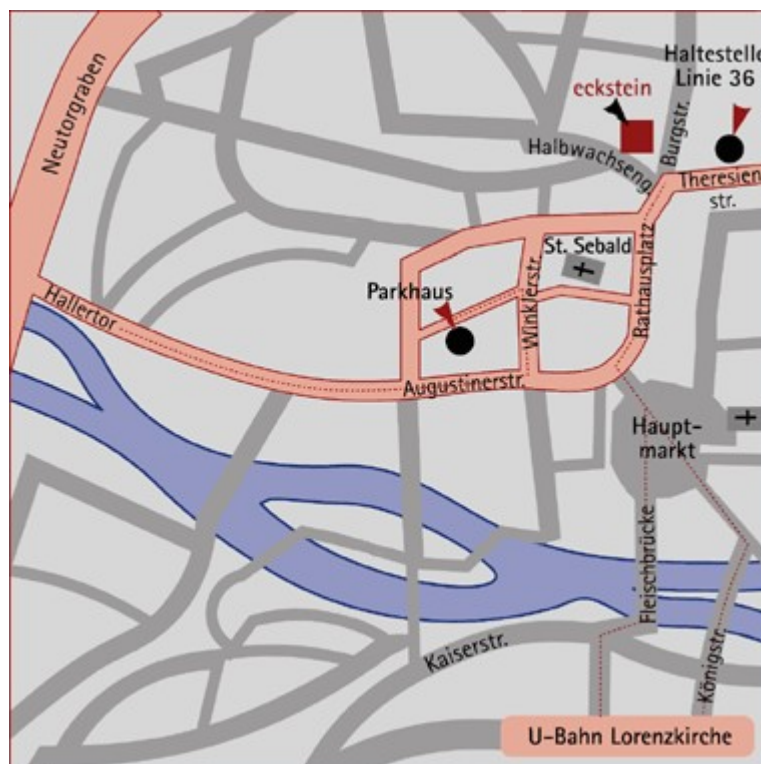 Haltestelle
Linie 36
eckstein
Neutorgraben
Burgstr.
Halbwachseng.
Theresien
str.
St. Sebald
Rathausplatz
Parkhaus
Winklerstr.
Hallertor
Augustinerstr.
Haupt-
markt
Fleischbrücke
Kaiserstr.
Königstr.
U-Bahn Lorenzkirche